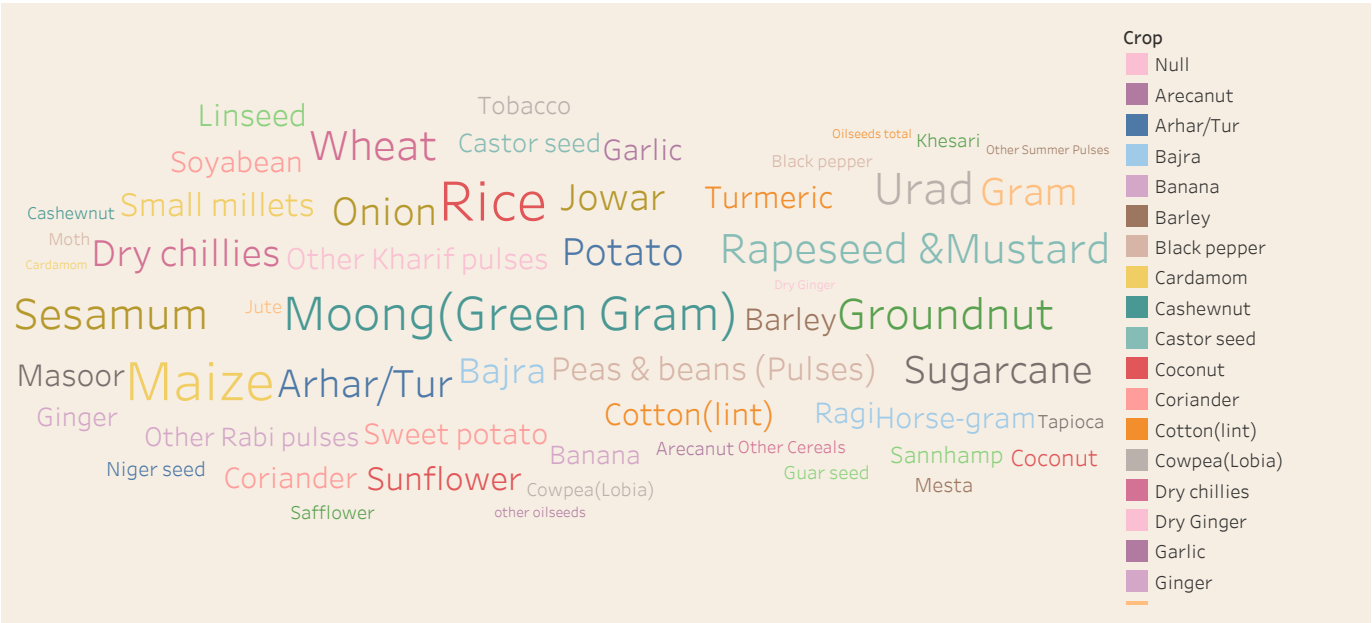 Linseed
Tobacco
Soyabean
Wheat
Castor seed
Garlic
Oilseeds total
Khesari
Other Summer Pulses
Black pepper
Cashewnut
Small millets
Onion
Rice
Jowar
Turmeric
Urad
Gram
Moth
Cardamom
Dry chillies
Other Kharif pulses
Potato
Rapeseed &Mustard
Dry Ginger
Sesamum
Jute
Moong(Green Gram)
Barley
Groundnut
Masoor
Maize
Arhar/Tur
Bajra
Peas & beans (Pulses)
Sugarcane
Ginger
Other Rabi pulses
Sweet potato
Cotton(lint)
Ragi
Horse-gram
Tapioca
Niger seed
Coriander
Sunflower
Banana
Arecanut
Other Cereals
Guar seed
Sannhamp
Coconut
Cowpea(Lobia)
Mesta
Safflower
other oilseeds
Crop
Null
Arecanut
Arhar/Tur
Bajra
Banana
Barley
Black pepper
Cardamom
Cashewnut
Castor seed
Coconut
Coriander
Cotton(lint)
Cowpea(Lobia)
Dry chillies
Dry Ginger
Garlic
Ginger